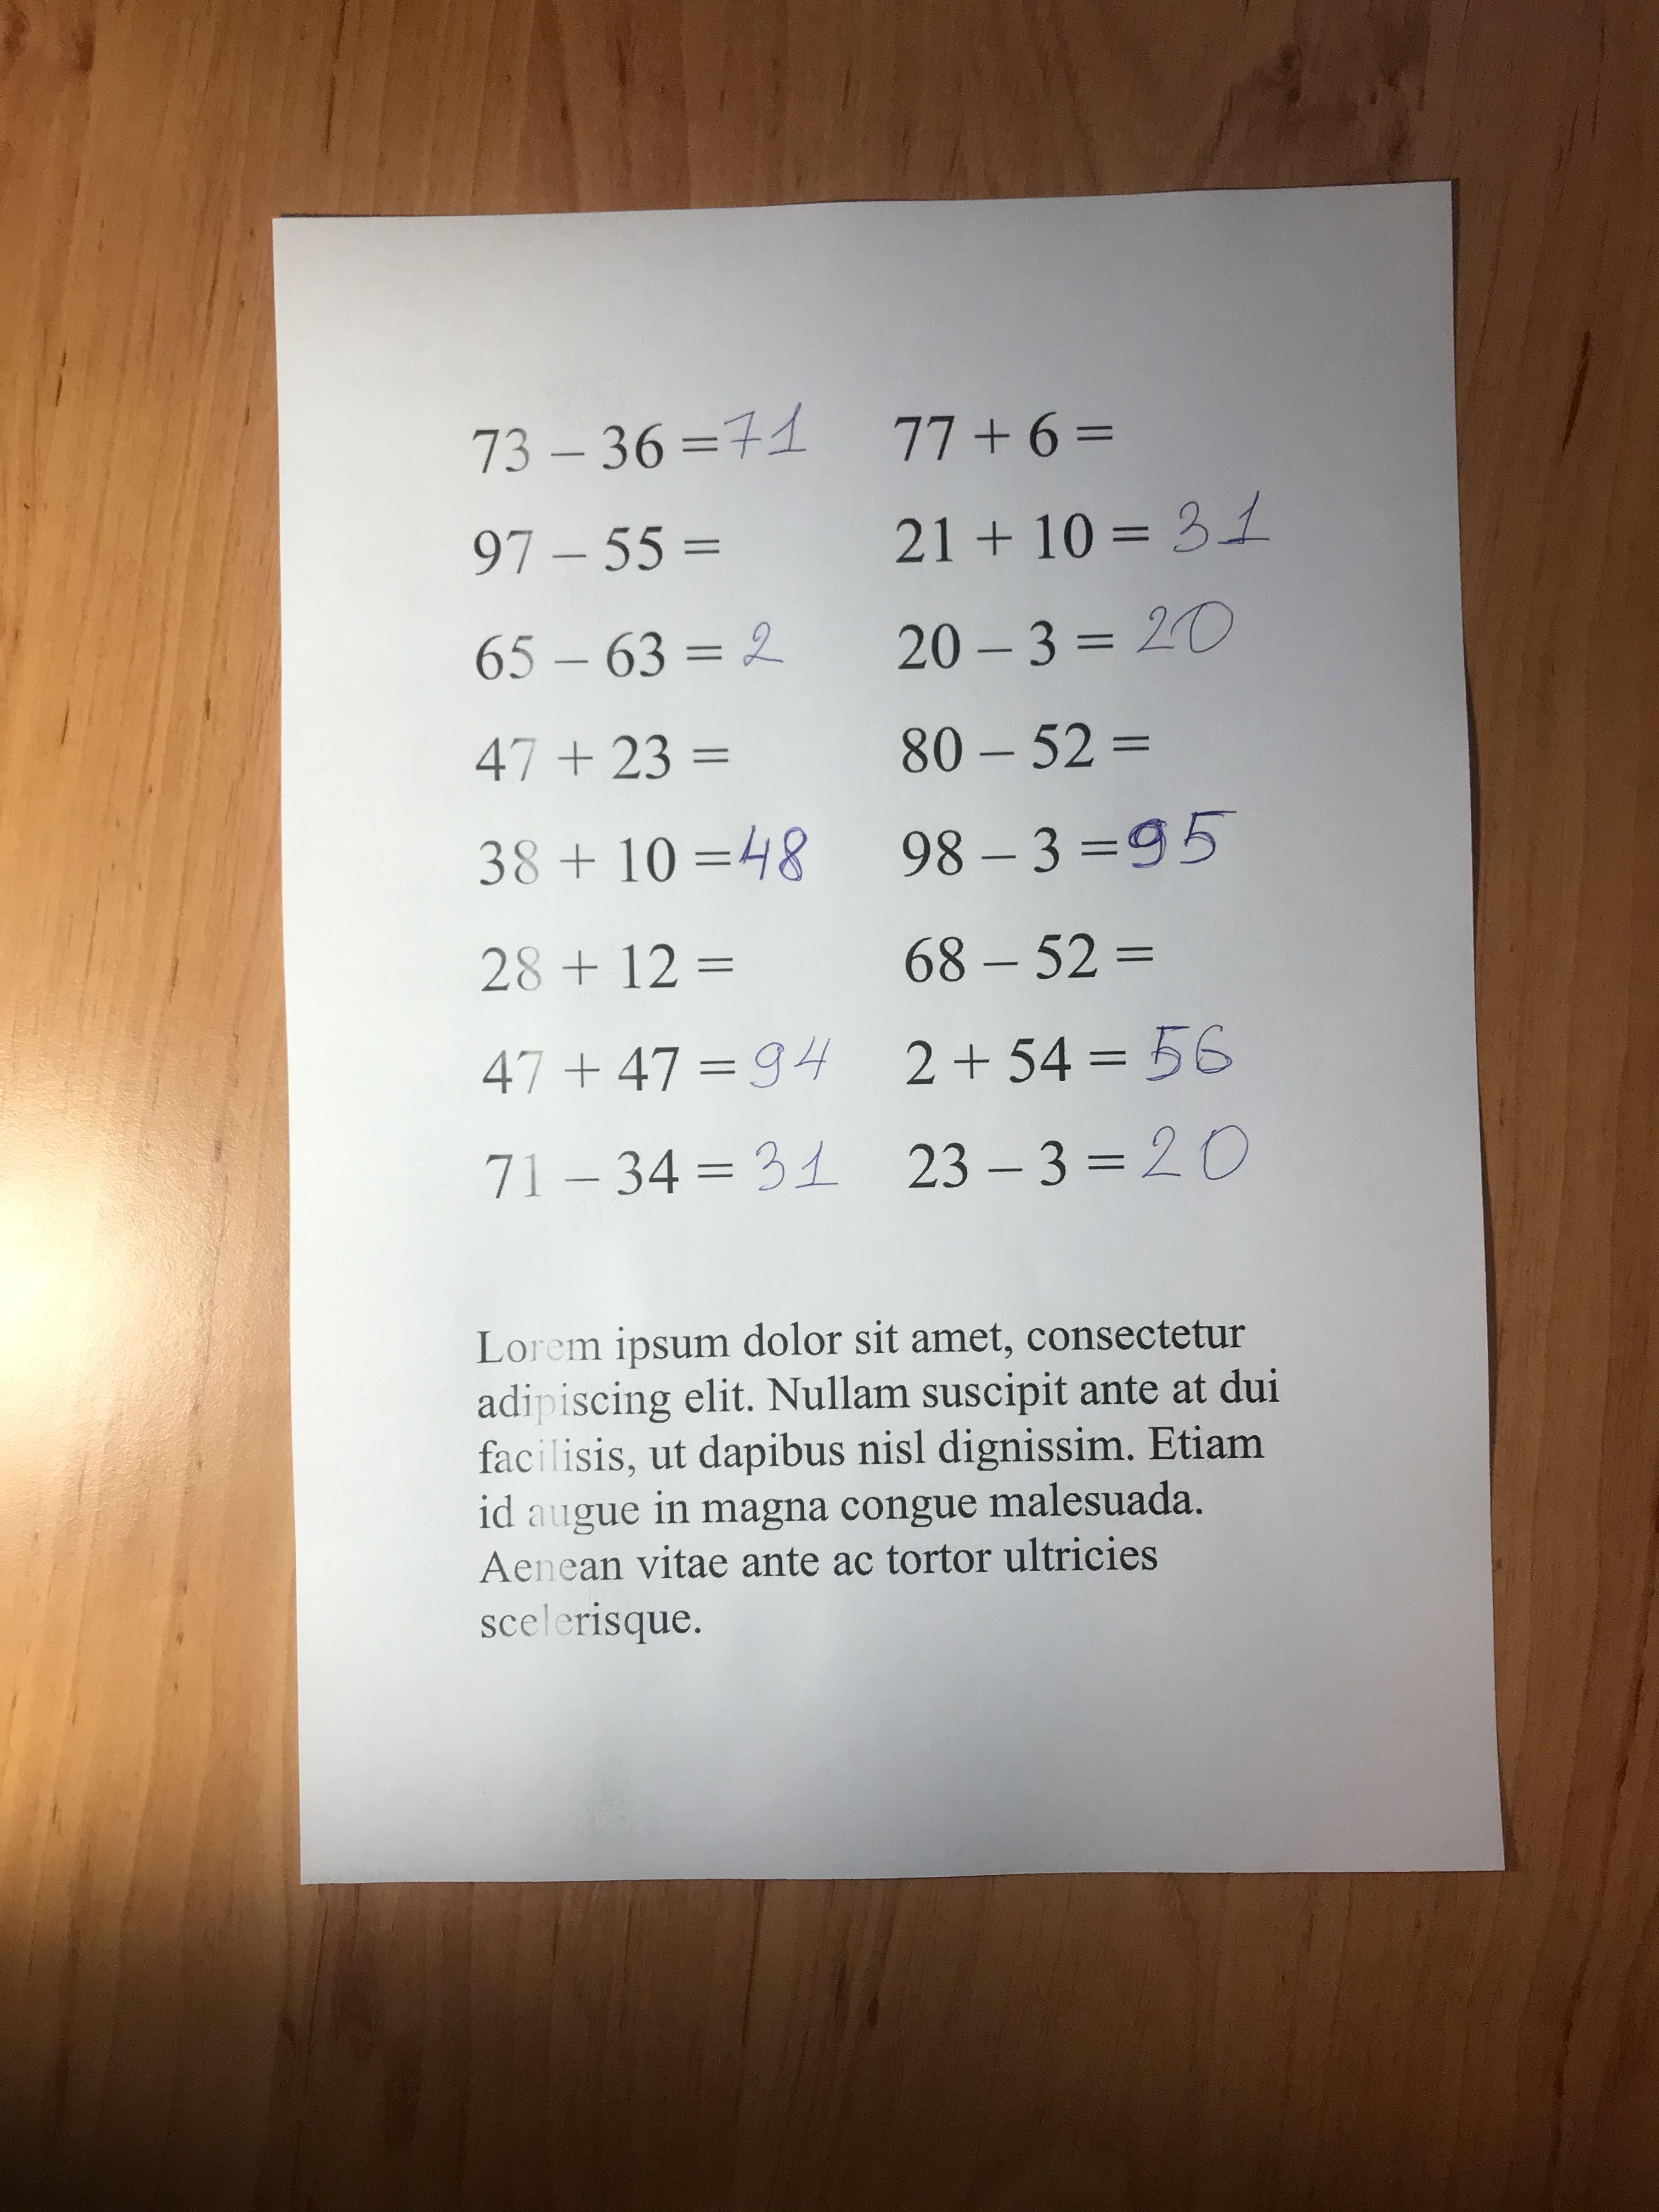 73 – 36 = 71
97 – 55 =
65 – 63 = 2
47 + 23 =
38 + 10 = 48
28 + 12 =
47 + 47 = 94
71 – 34 = 31
77 + 6 =
21 + 10 = 31
20 – 3 = 20
80 – 52 =
98 – 3 = 95
68 – 52 =
2 + 54 = 56
23 – 3 = 20
Lorem ipsum dolor sit amet, consectetur
adipiscing elit. Nullam suscipit ante at dui
facilisis, ut dapibus nisl dignissim. Etiam
id augue in magna congue malesuada.
Aenean vitae ante ac tortor ultricies
scelerisque.